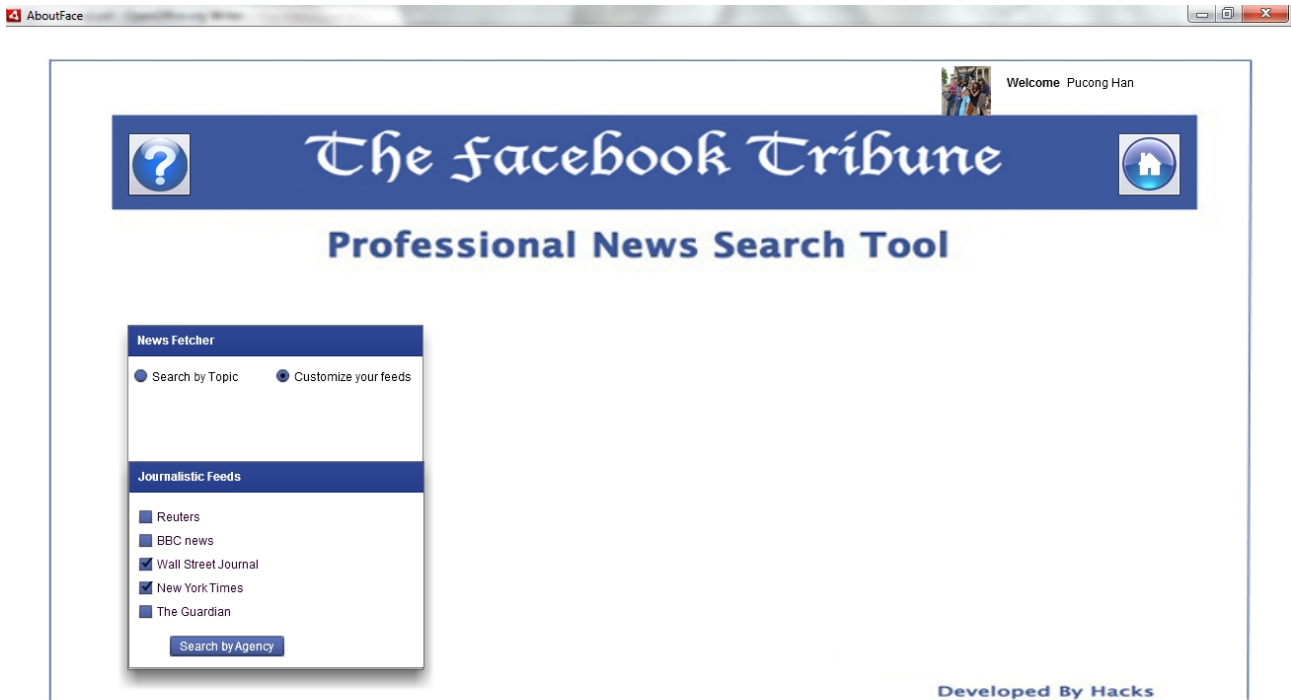 AboutFace
Welcome Pucong Han
The Facebook Tribune
Professional News Search Tool
News Fetcher
Search by Topic Customize your feeds
Journalistic Feeds
Reuters
BBC news
Wall Street Journal
New York Times
The Guardian
Search by Agency
Developed By Hacks